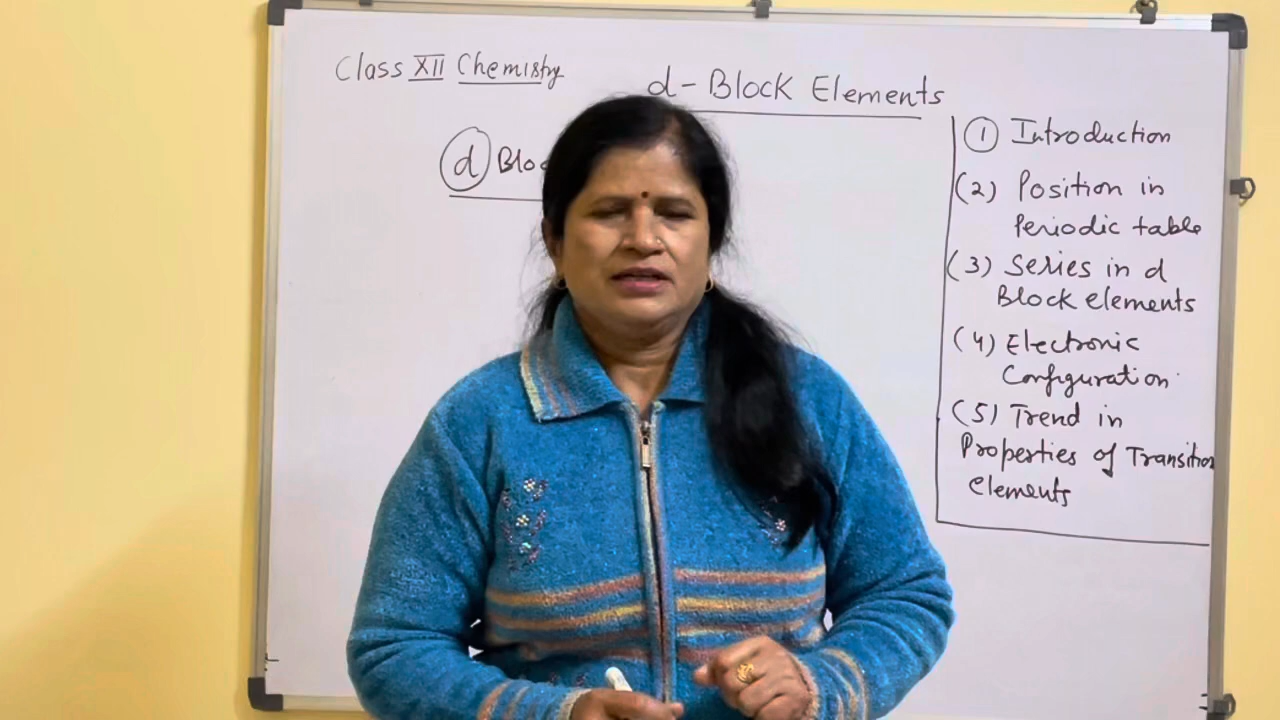 Class XII Chemistry
d-Block Elements
d
① Introduction
(2) Position in
Periodic table
(3) Series in d
Block elements
(4) Electronic
Configuration
(5) Trend in
Properties of Transition
elements